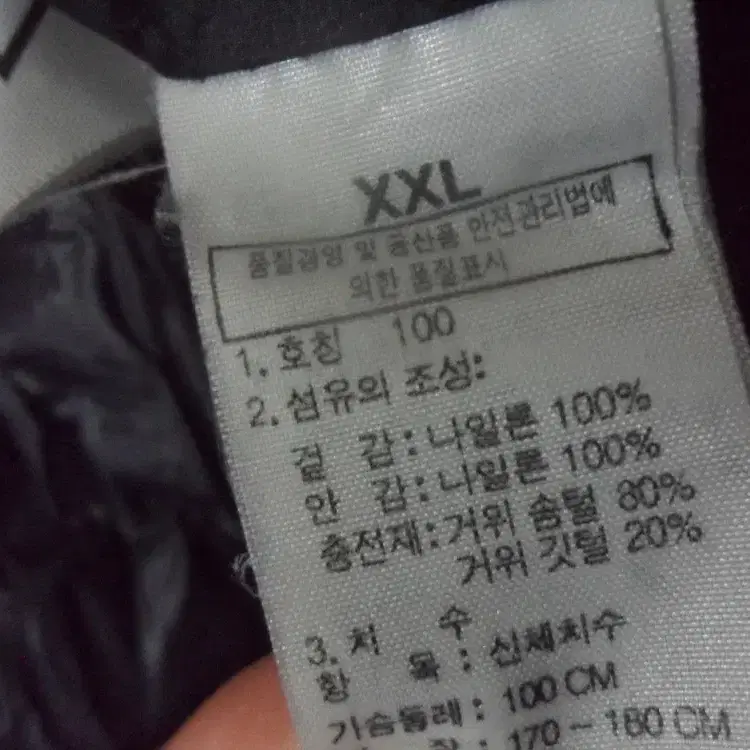 XXL
품질경영 및 공산품 안전관리법에
의한 품질표시
1. 호칭 100
2. 섬유의 조성:
겉 감 : 나일론 100%
안 감 : 나일론 100%
충전재 : 거위 솜털 80%
거위 깃털 20%
3. 치 수
항 목 : 신체치수
가슴둘레 : 100 CM
장 : 170 ~ 180 CM